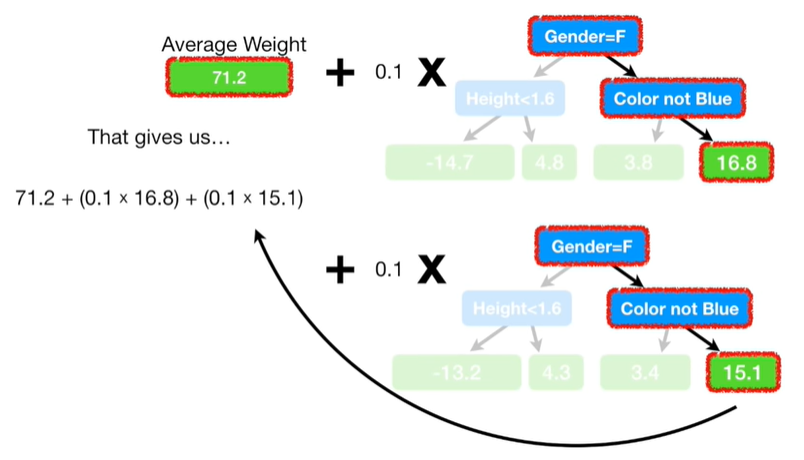 Average Weight
71.2
+ 0.1 X
Gender=F
Height<1.6 Color not Blue
-14.7 4.8 3.8 16.8
That gives us…
71.2 + (0.1 × 16.8) + (0.1 × 15.1)
+ 0.1 X
Gender=F
Height<1.6 Color not Blue
-13.2 4.3 3.4 15.1